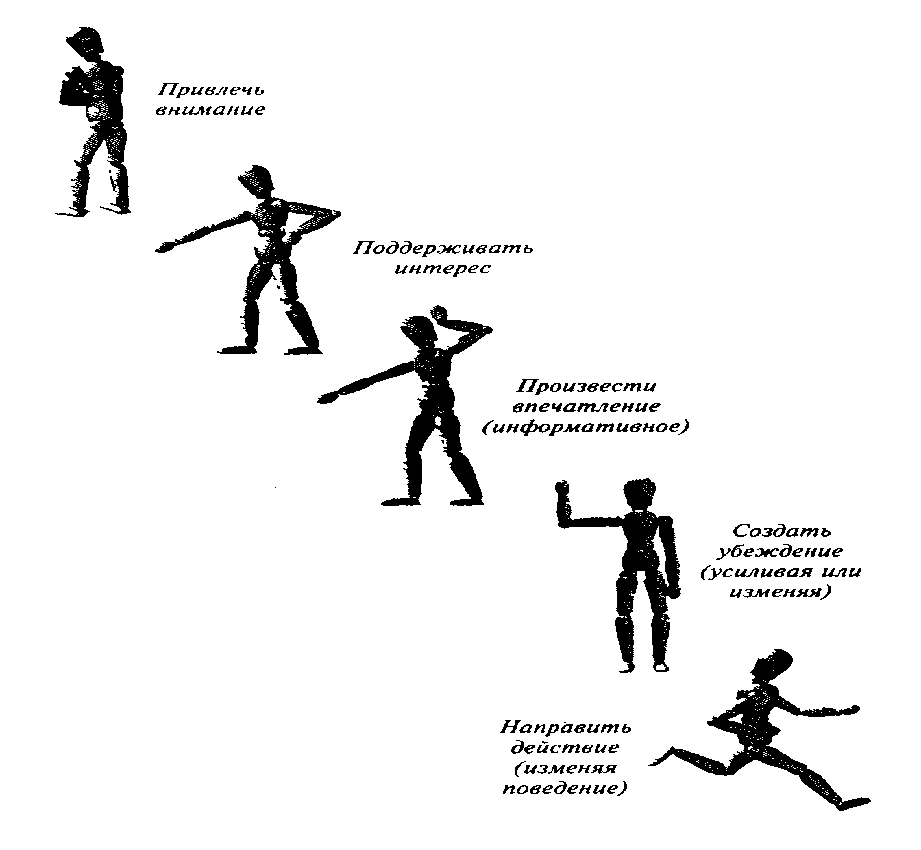 Привлечь
внимание
Поддерживать
интерес
Произвести
впечатление
(информативное)
Создать
убеждение
(усиливая или
изменяя)
Направить
действие
(изменяя
поведение)